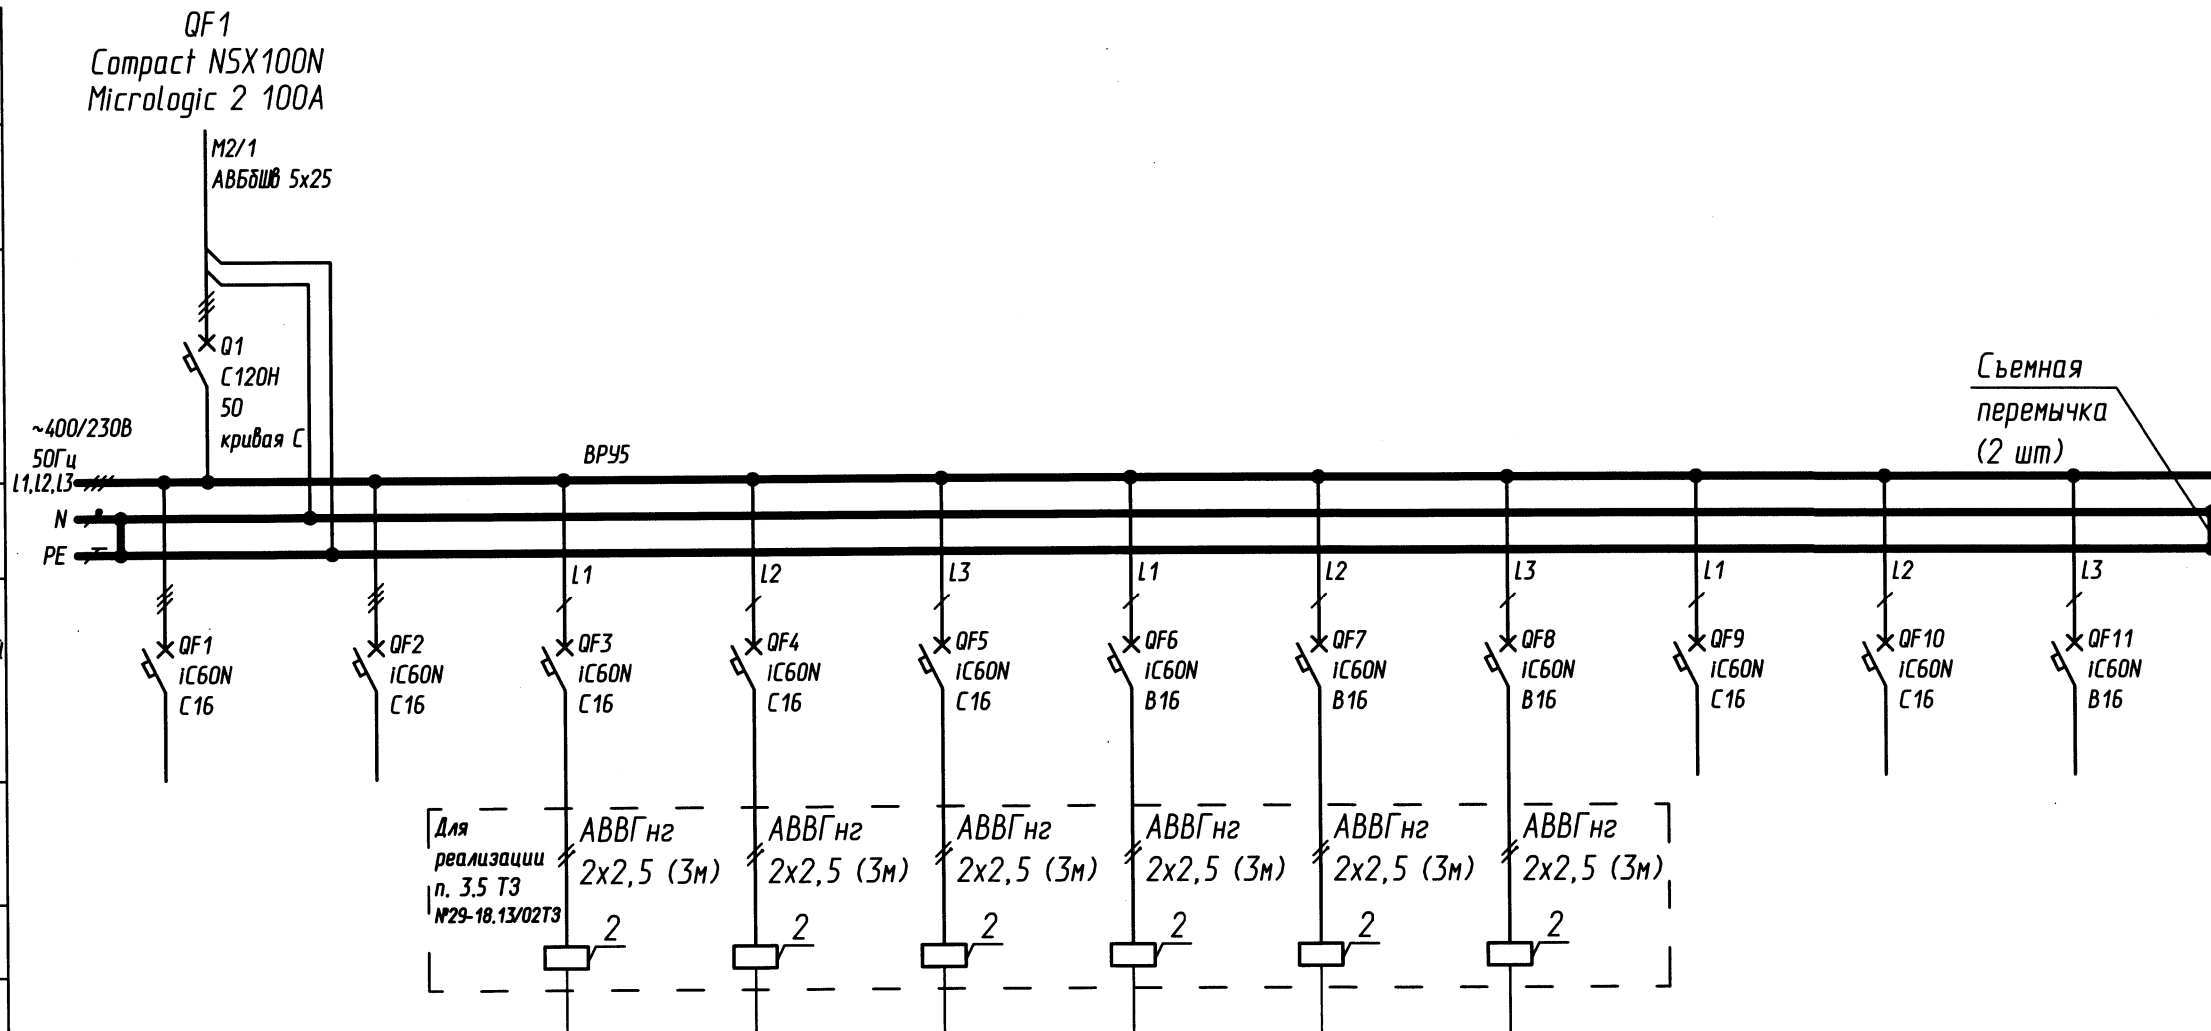 QF1
Compact NSX100N
Micrologic 2 100А
М2/1
АВБбШв 5х25
Q1
С120Н
50
кривая С
~400/230В
50Гц
L1,L2,L3
N
PE
ВРУ5
Съемная
перемычка
(2 шт)
L1
L2
L3
L1
L2
L3
L1
L2
L3
QF1
iC60N
C16
QF2
iC60N
C16
QF3
iC60N
C16
QF4
iC60N
C16
QF5
iC60N
C16
QF6
iC60N
B16
QF7
iC60N
B16
QF8
iC60N
B16
QF9
iC60N
C16
QF10
iC60N
C16
QF11
iC60N
B16
Для
реализации
п. 3.5 ТЗ
№29-18.13/02ТЗ
АВВГнг
2х2,5 (3м)
2
АВВГнг
2х2,5 (3м)
2
АВВГнг
2х2,5 (3м)
2
АВВГнг
2х2,5 (3м)
2
АВВГнг
2х2,5 (3м)
2
АВВГнг
2х2,5 (3м)
2